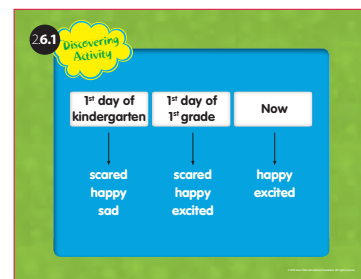 2.6.1
Discovering
Activity
1st day of
kindergarten
1st day of
1st grade
Now
scared
happy
sad
scared
happy
excited
happy
excited